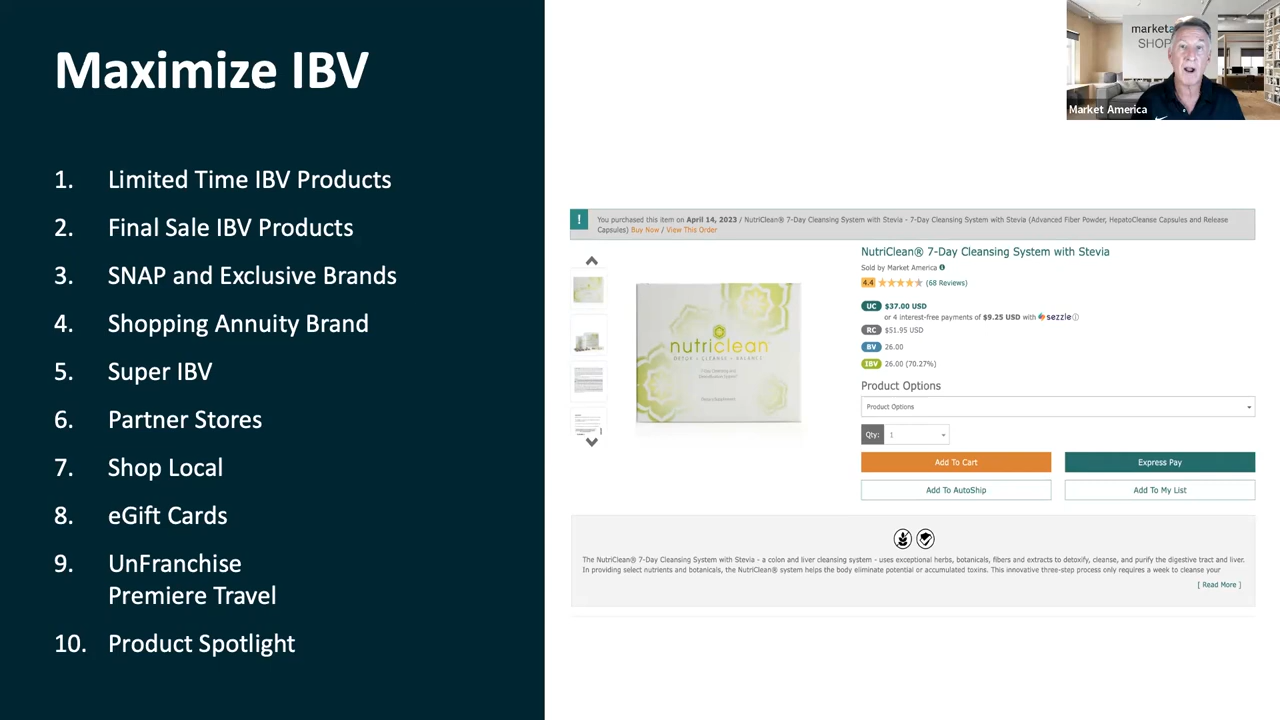 Maximize IBV
1. Limited Time IBV Products
2. Final Sale IBV Products
3. SNAP and Exclusive Brands
4. Shopping Annuity Brand
5. Super IBV
6. Partner Stores
7. Shop Local
8. eGift Cards
9. UnFranchise
Premiere Travel
10. Product Spotlight
SHOP
Market America
! You purchased this item on April 14, 2023 / NutriClean® 7-Day Cleansing System with Stevia - 7-Day Cleansing System with Stevia (Advanced Fiber Powder, HepatoCleanse Capsules and Release
Capsules) Buy Now / View This Order
nutriclean
DETOX • CLEANSE • BALANCE
NutriClean® 7-Day Cleansing System with Stevia
Sold by Market America
4.4 (68 Reviews)
UC $37.00 USD
or 4 interest-free payments of $9.25 USD with sezzle
RC $51.95 USD
BV 26.00
IBV 26.00 (70.27%)
Product Options
Product Options
Qty: 1
Add To Cart Express Pay
Add To AutoShip Add To My List
The NutriClean® 7-Day Cleansing System with Stevia - a colon and liver cleansing system - uses exceptional herbs, botanicals, fibers and extracts to detoxify, cleanse, and purify the digestive tract and liver.
In providing select nutrients and botanicals, the NutriClean® system helps the body eliminate potential or accumulated toxins. This innovative three-step process only requires a week to cleanse your
[ Read More ]